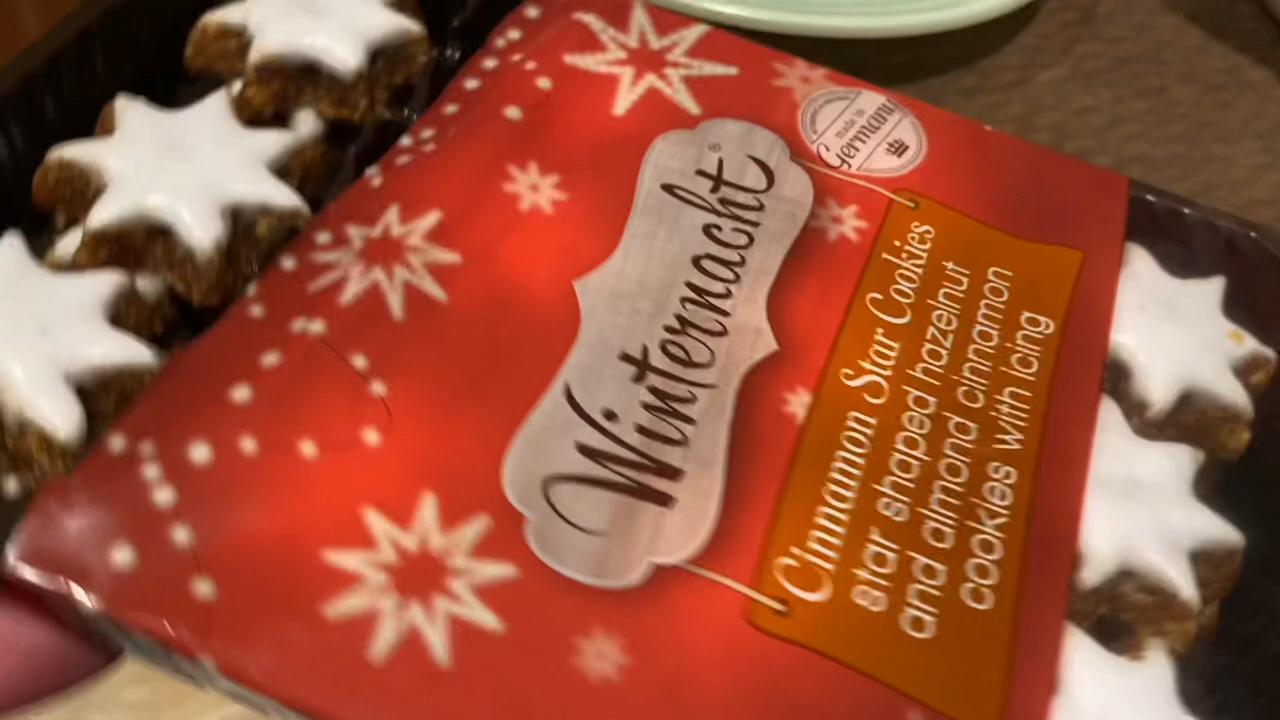 Winternacht®
made in
Germany
Cinnamon Star Cookies
star shaped hazelnut
and almond cinnamon
cookies with icing